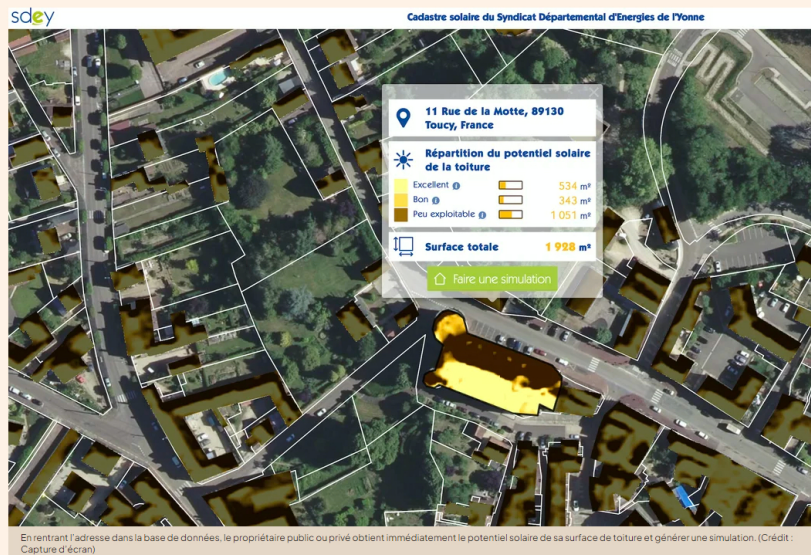 sdey
Cadastre solaire du Syndicat Départemental d'Energies de l'Yonne
11 Rue de la Motte, 89130
Toucy, France
Répartition du potentiel solaire
de la toiture
Excellent 534 m²
Bon 343 m²
Peu exploitable 1 051 m²
Surface totale 1 928 m²
Faire une simulation
En rentrant l'adresse dans la base de données, le propriétaire public ou privé obtient immédiatement le potentiel solaire de sa surface de toiture et générer une simulation. (Crédit :
Capture d'écran)